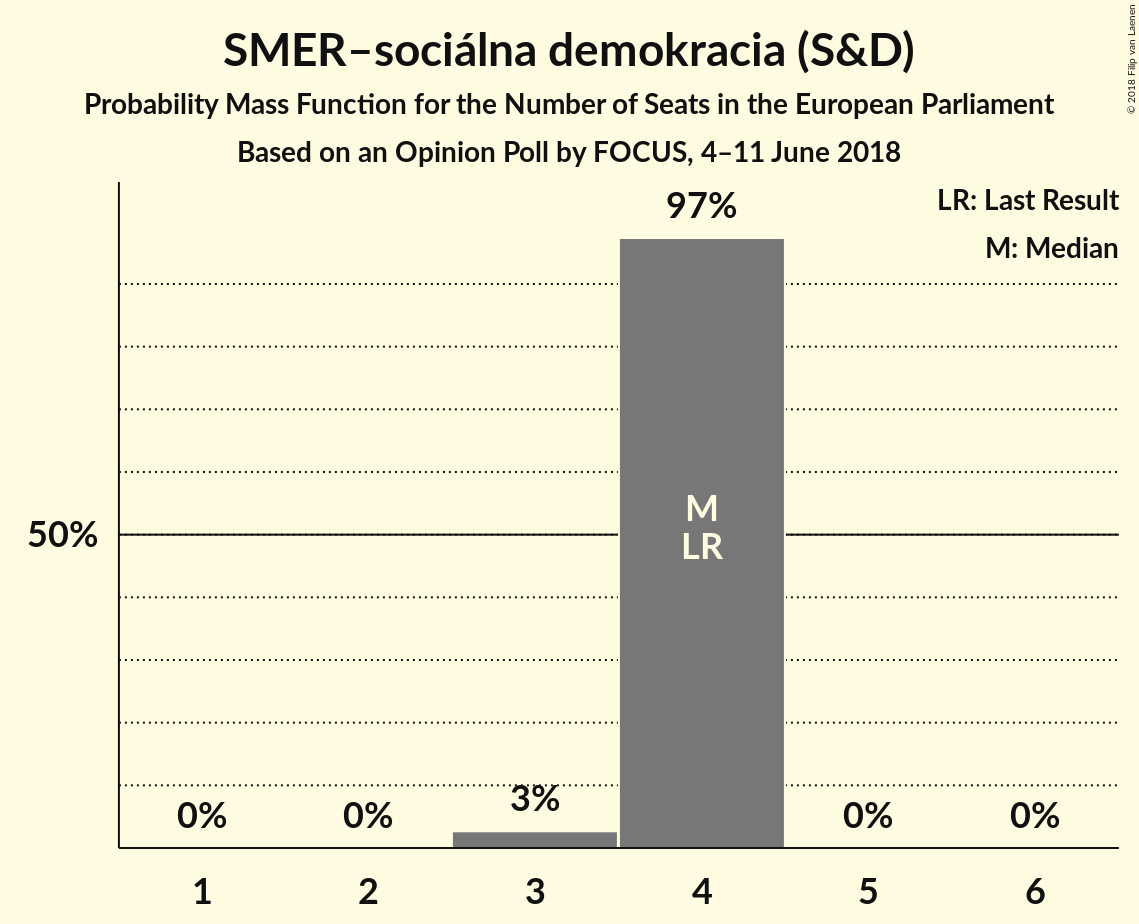 SMER–sociálna demokracia (S&D)
Probability Mass Function for the Number of Seats in the European Parliament
Based on an Opinion Poll by FOCUS, 4–11 June 2018
© 2018 Filip van Laenen
LR: Last Result
M: Median
97%
50%
M
LR
0%
0%
3%
0%
0%
1
2
3
4
5
6